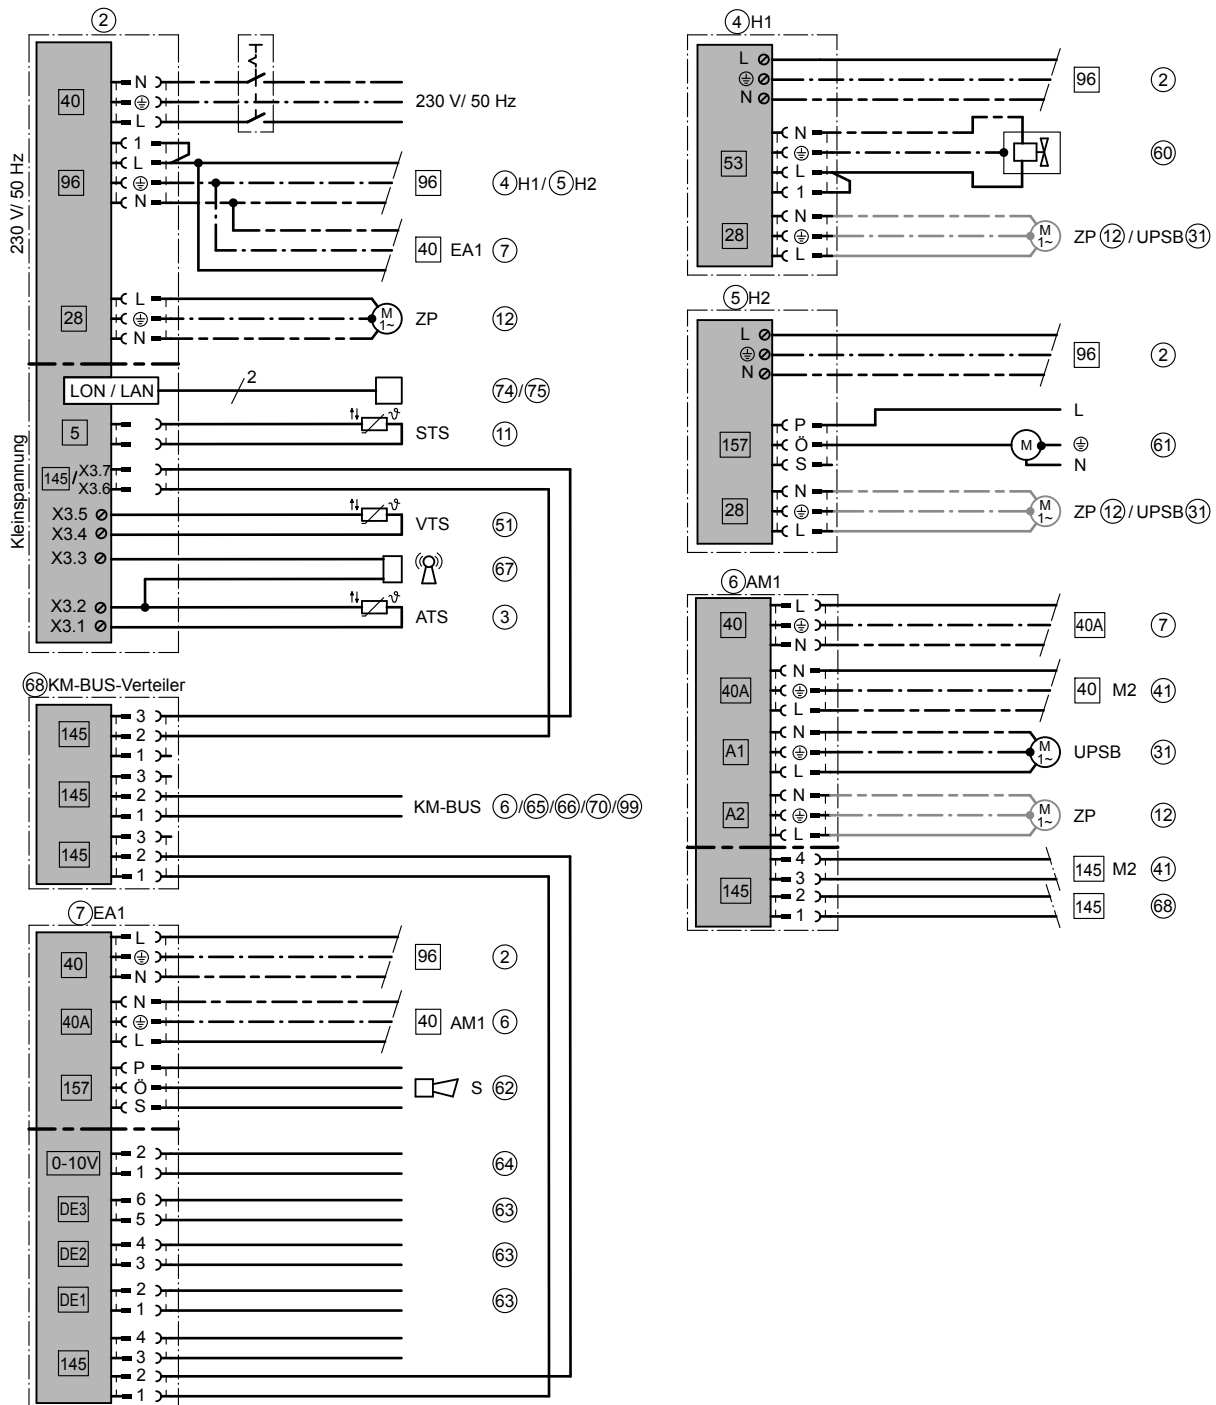 2
230 V/ 50 Hz
40
N
L
230 V/ 50 Hz
1
96
L
N
96
4 H1/ 5 H2
40 EA1 7
28
L
N
M
1~
ZP 12
Kleinspannung
LON / LAN
2
74/75
5
STS 11
145/X3.7
X3.6
X3.5
X3.4
VTS 51
X3.3
67
X3.2
X3.1
ATS 3
68 KM-BUS-Verteiler
145
3
2
1
145
3
2
1
KM-BUS 6/65/66/70/99
145
3
2
1
7 EA1
40
L
N
96 2
40A
N
L
40 AM1 6
157
P
Ö
S
S 62
0-10V
2
1
64
DE3
6
5
63
DE2
4
3
63
DE1
2
1
63
145
4
3
2
1
4 H1
L
N
96 2
53
N
L
1
60
28
N
L
M
1~
ZP 12 / UPSB 31
5 H2
L
N
96 2
157
P
Ö
S
L
M
N
61
28
N
L
M
1~
ZP 12 / UPSB 31
6 AM1
40
L
N
40A 7
40A
N
L
40 M2 41
A1
N
L
M
1~
UPSB 31
A2
N
L
M
1~
ZP 12
145
4
3
2
1
145 M2 41
145 68